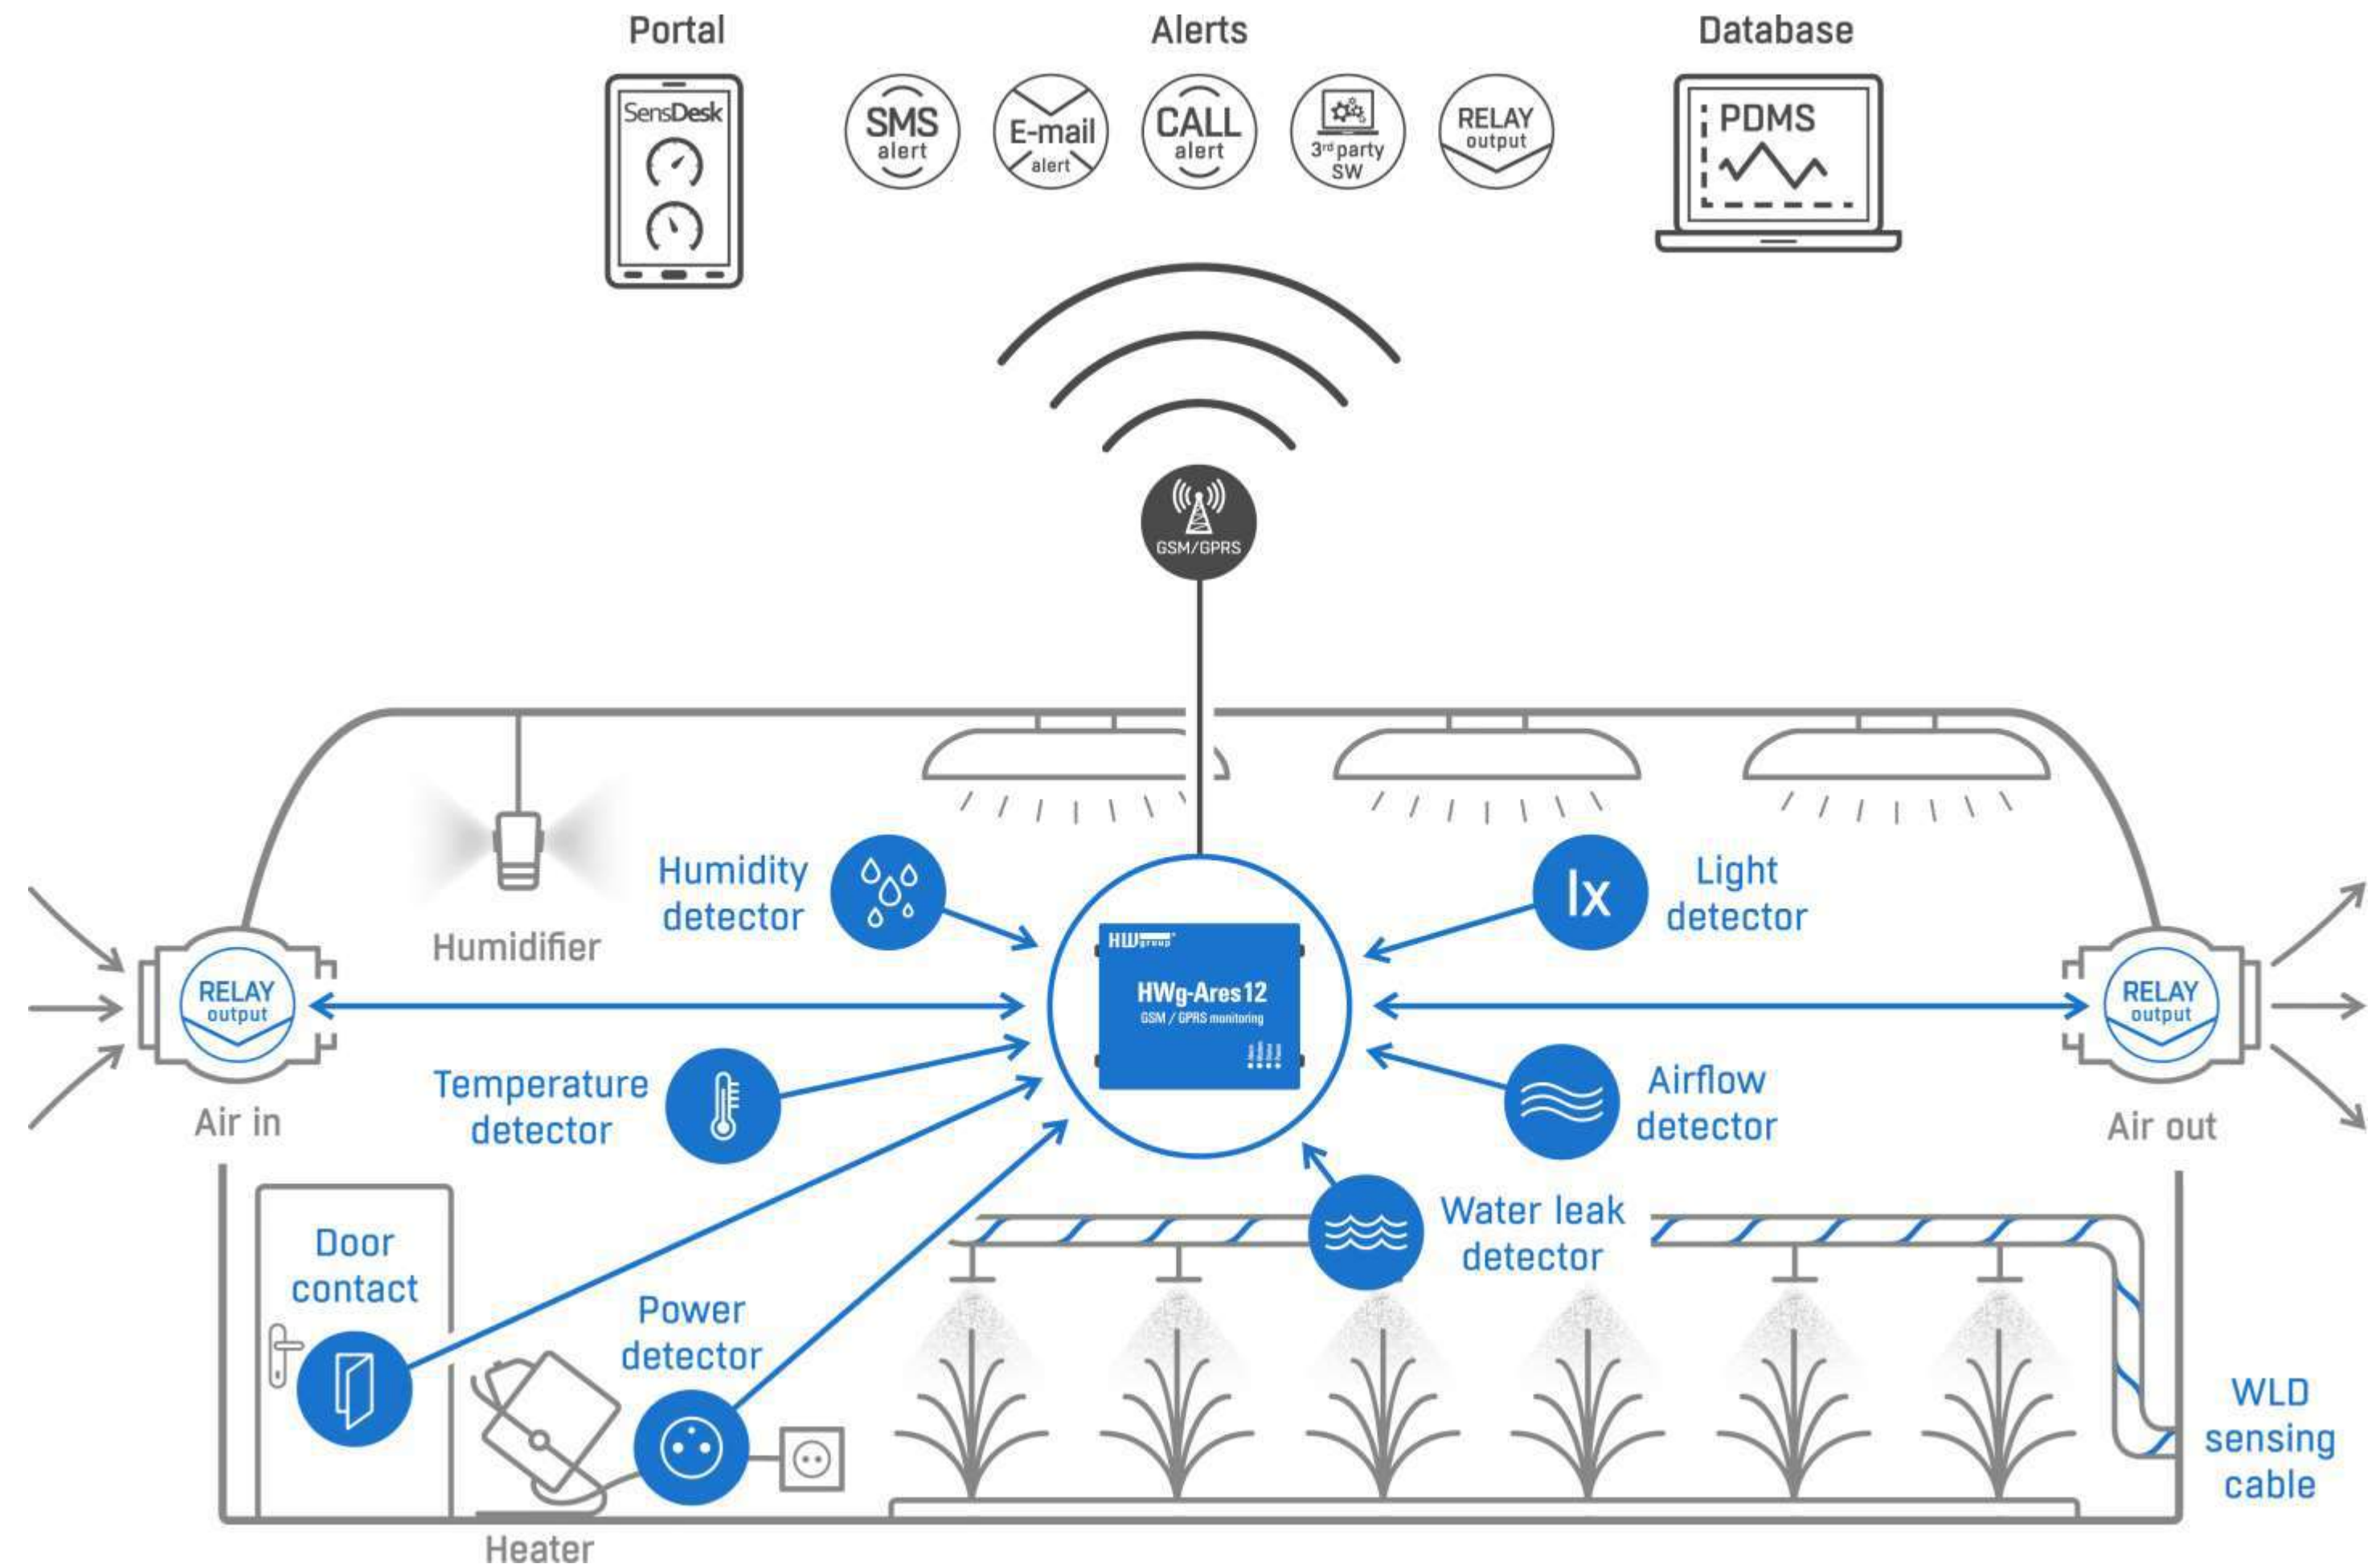 Portal
Alerts
Database
SensDesk
SMS
alert
E-mail
alert
CALL
alert
3rd party
SW
RELAY
output
PDMS
GSM/GPRS
Humidity
detector
lx
Light
detector
Humidifier
HWgroup
HWg-Ares12
GSM / GPRS monitoring
RELAY
output
RELAY
output
Temperature
detector
Airflow
detector
Air in
Air out
Door
contact
Power
detector
Water leak
detector
WLD
sensing
cable
Heater